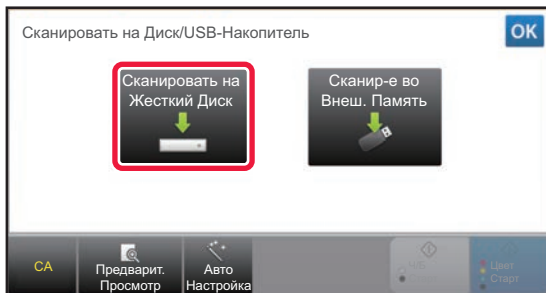 Сканировать на Диск/USB-Накопитель
OK
Сканировать на
Жесткий Диск
Сканир-е во
Внеш. Память
CA
Предварит.
Просмотр
Авто
Настройка
Ч/Б
Старт
Цвет
Старт